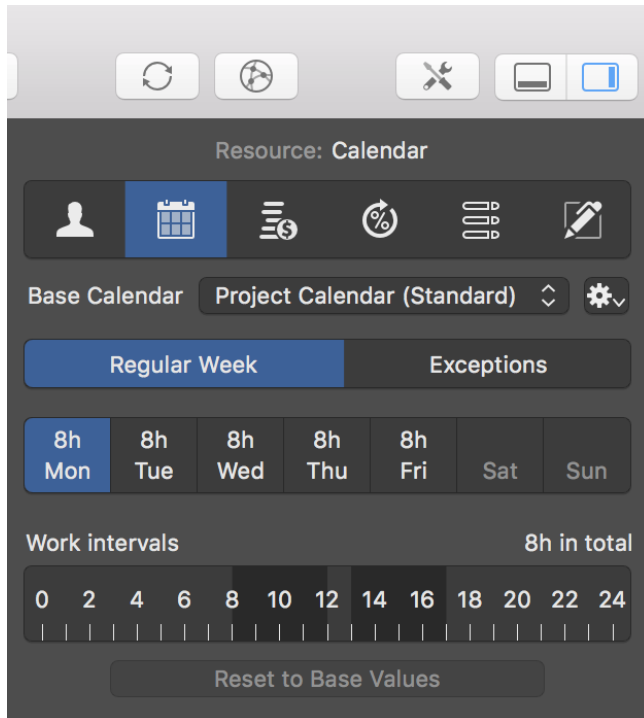 Resource: Calendar
Base Calendar Project Calendar (Standard)
Regular Week Exceptions
8h 8h 8h 8h 8h
Mon Tue Wed Thu Fri Sat Sun
Work intervals 8h in total
0 2 4 6 8 10 12 14 16 18 20 22 24
Reset to Base Values